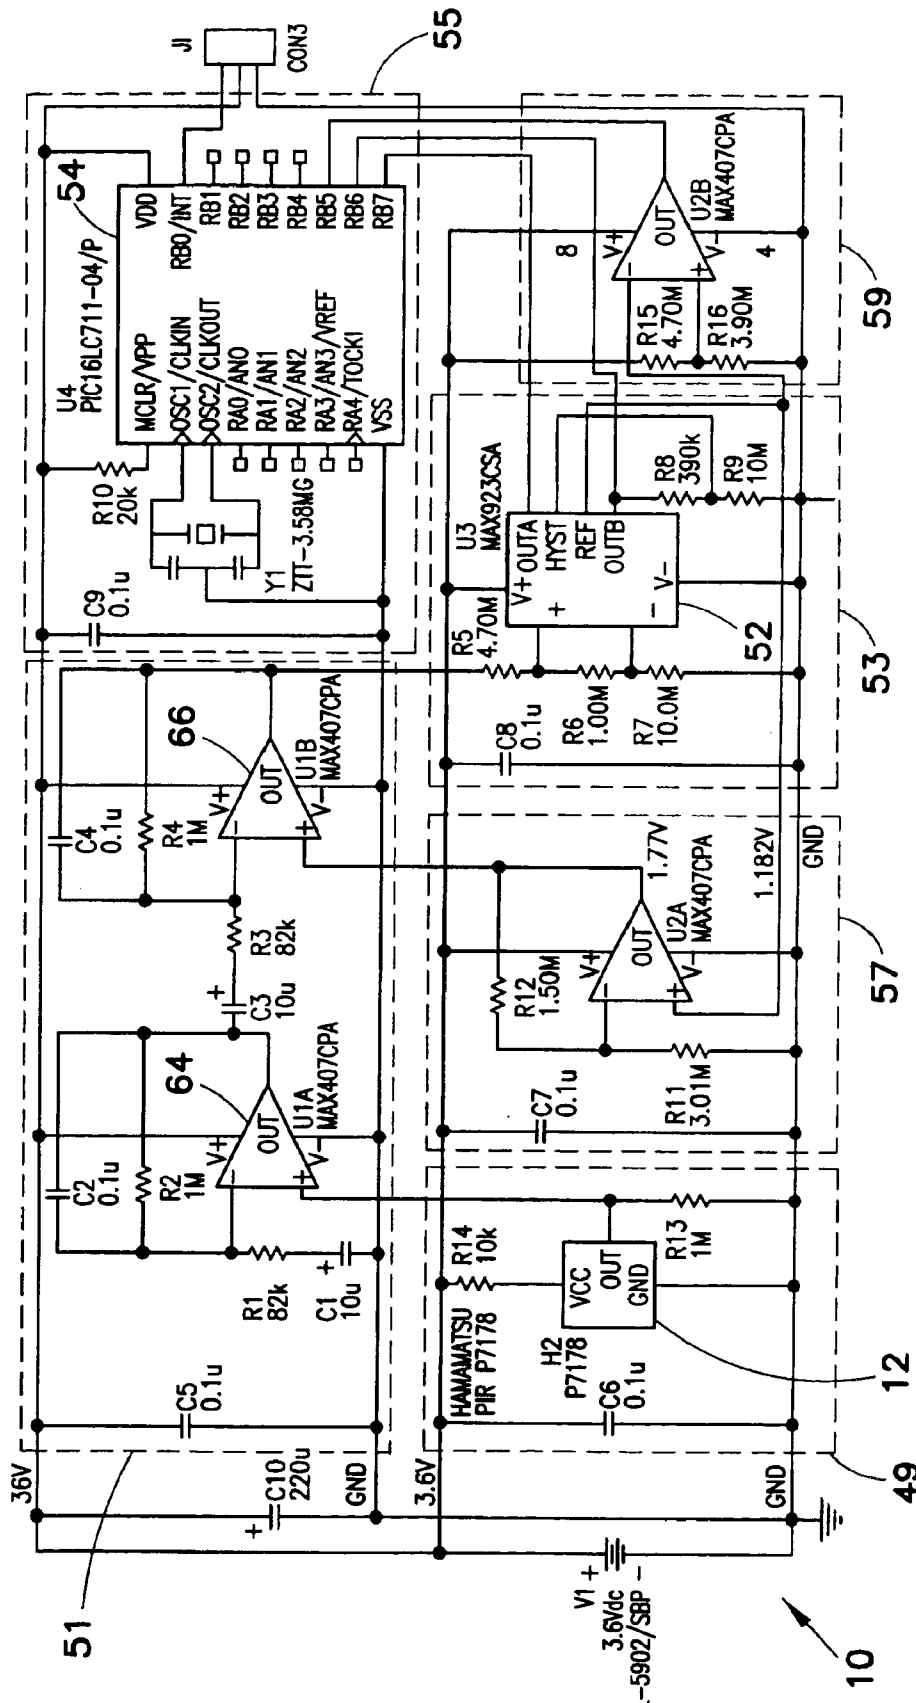 10
51
36V
C10
220u
GND
V1 +
3.6Vdc
-5902/SBP -
+
3.6V
GND
49
C5
0.1u
R1
82k
+
C1
10u
C2
0.1u
R2
1M
64
V+
OUT
V-
-
+
U1A
MAX407CPA
+
C3
10u
R3
82k
C4
0.1u
R4
1M
66
V+
OUT
V-
-
+
U1B
MAX407CPA
HAMAMATSU
PIR P7178
R14
10k
H2
P7178
VCC
OUT
GND
C6
0.1u
12
R13
1M
C7
0.1u
R11
3.01M
R12
1.50M
V+
OUT
V-
-
+
U2A
MAX407CPA
1.77V
1.182V
57
GND
C8
0.1u
R5
4.70M
R6
1.00M
R7
10.0M
U3
MAX923CSA
V+
OUTA
HYST
REF
OUTB
+
-
V-
52
R8
390k
R9
10M
53
C9
0.1u
R10
20k
Y1
ZTT-3.58MG
U4
PIC16LC711-04/P
54
MCLR/VPP
OSC1/CLKIN
OSC2/CLKOUT
RA0/AN0
RA1/AN1
RA2/AN2
RA3/AN3/VREF
RA4/TOCK1
VSS
VDD
RB0/INT
RB1
RB2
RB3
RB4
RB5
RB6
RB7
J1
CON3
55
R15
4.70M
R16
3.90M
8
V+
OUT
V-
-
+
4
U2B
MAX407CPA
59